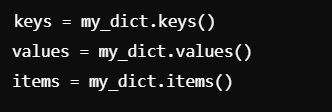 keys = my_dict.keys()
values = my_dict.values()
items = my_dict.items()